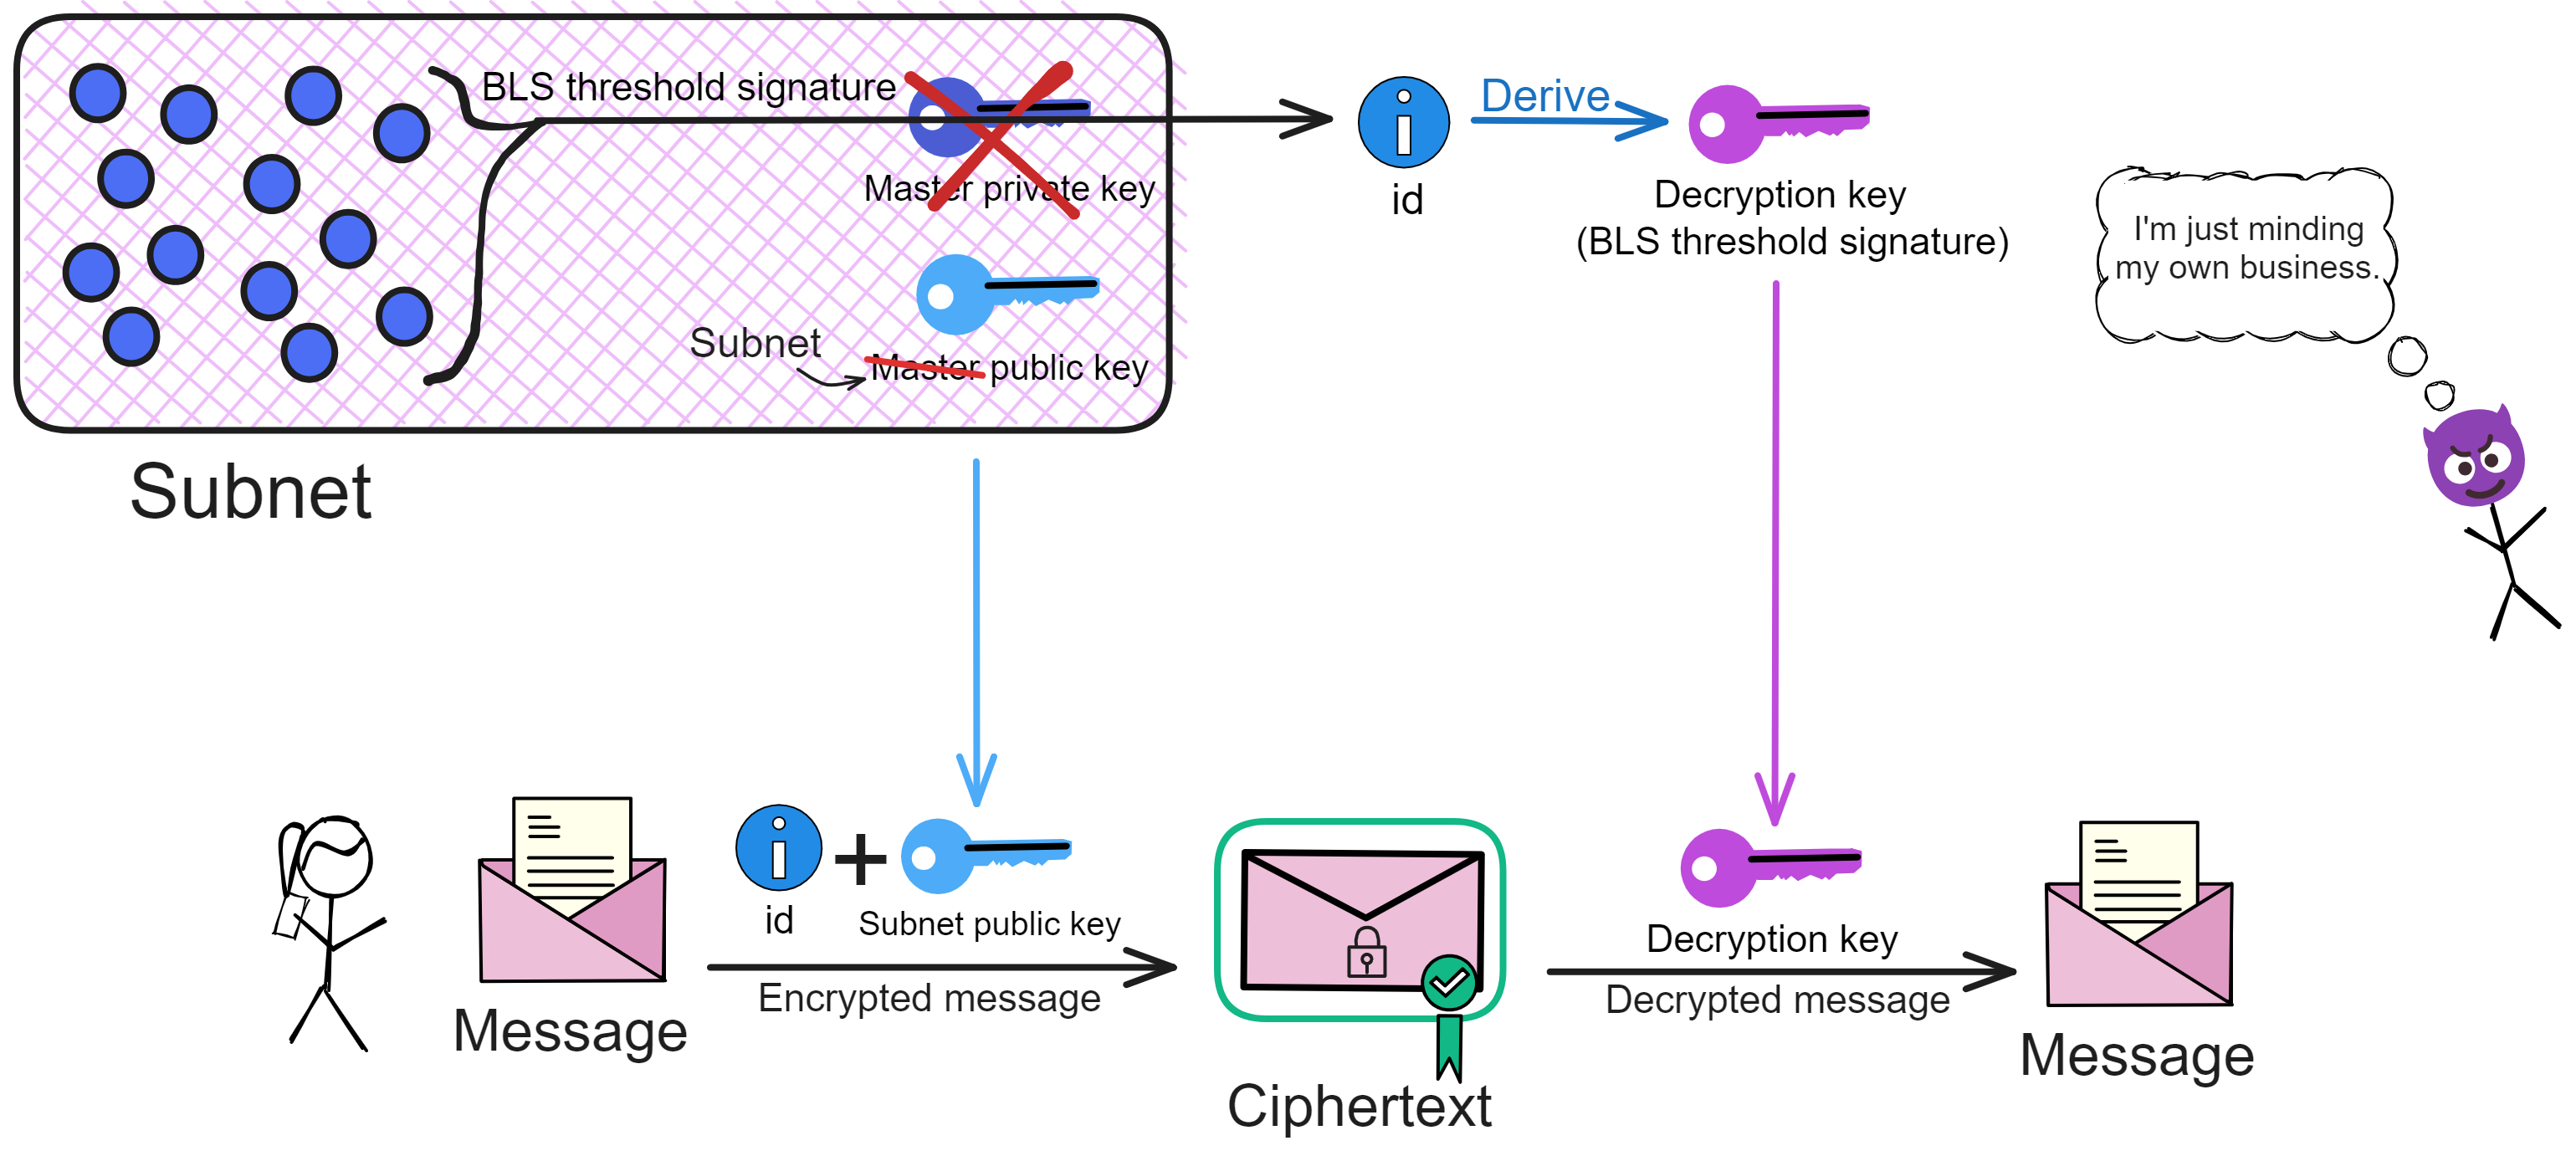 BLS threshold signature
Master private key
Subnet
Master public key
Subnet
id
Derive
Decryption key
(BLS threshold signature)
I'm just minding
my own business.
Message
id
+
Subnet public key
Encrypted message
Ciphertext
Decryption key
Decrypted message
Message